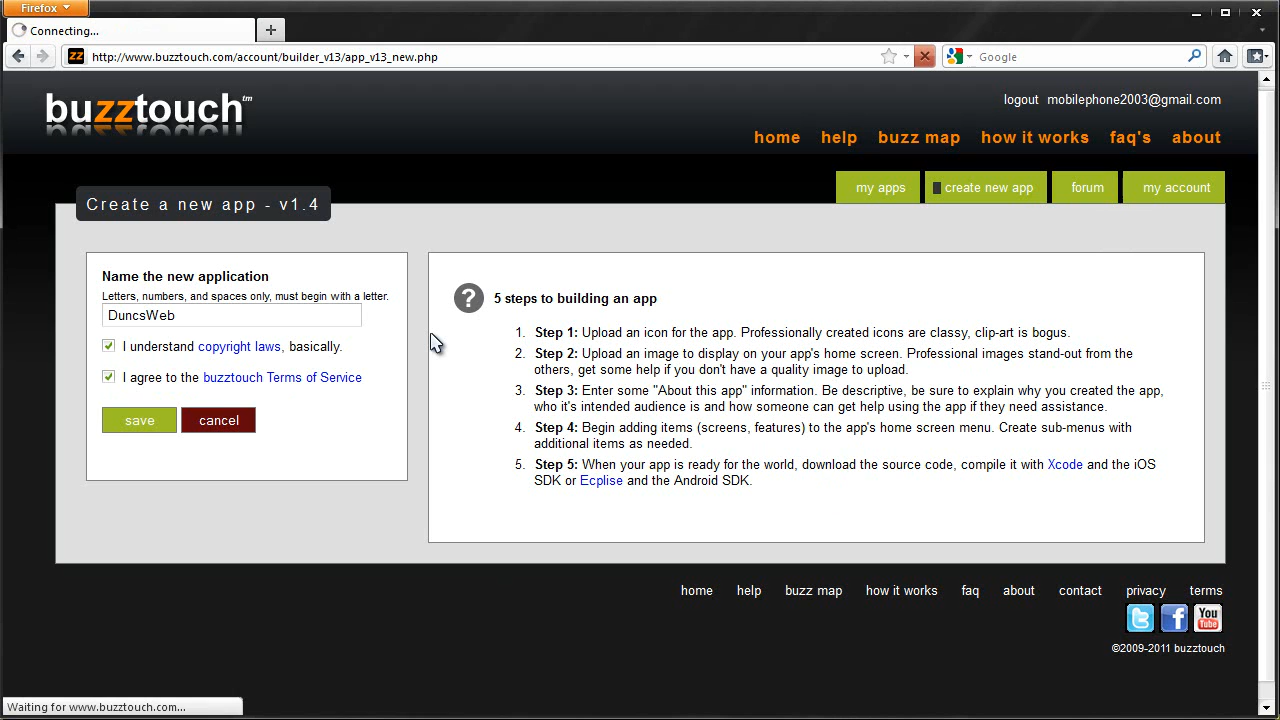 Firefox
Connecting...
http://www.buzztouch.com/account/builder_v13/app_v13_new.php
Google
buzztouch™
logout mobilephone2003@gmail.com
home help buzz map how it works faq's about
my apps create new app forum my account
Create a new app - v1.4
Name the new application
Letters, numbers, and spaces only, must begin with a letter.
DuncsWeb
I understand copyright laws, basically.
I agree to the buzztouch Terms of Service
save cancel
? 5 steps to building an app
1. Step 1: Upload an icon for the app. Professionally created icons are classy, clip-art is bogus.
2. Step 2: Upload an image to display on your app's home screen. Professional images stand-out from the
others, get some help if you don't have a quality image to upload.
3. Step 3: Enter some "About this app" information. Be descriptive, be sure to explain why you created the app,
who it's intended audience is and how someone can get help using the app if they need assistance.
4. Step 4: Begin adding items (screens, features) to the app's home screen menu. Create sub-menus with
additional items as needed.
5. Step 5: When your app is ready for the world, download the source code, compile it with Xcode and the iOS
SDK or Ecplise and the Android SDK.
home help buzz map how it works faq about contact privacy terms
You Tube
©2009-2011 buzztouch
Waiting for www.buzztouch.com...